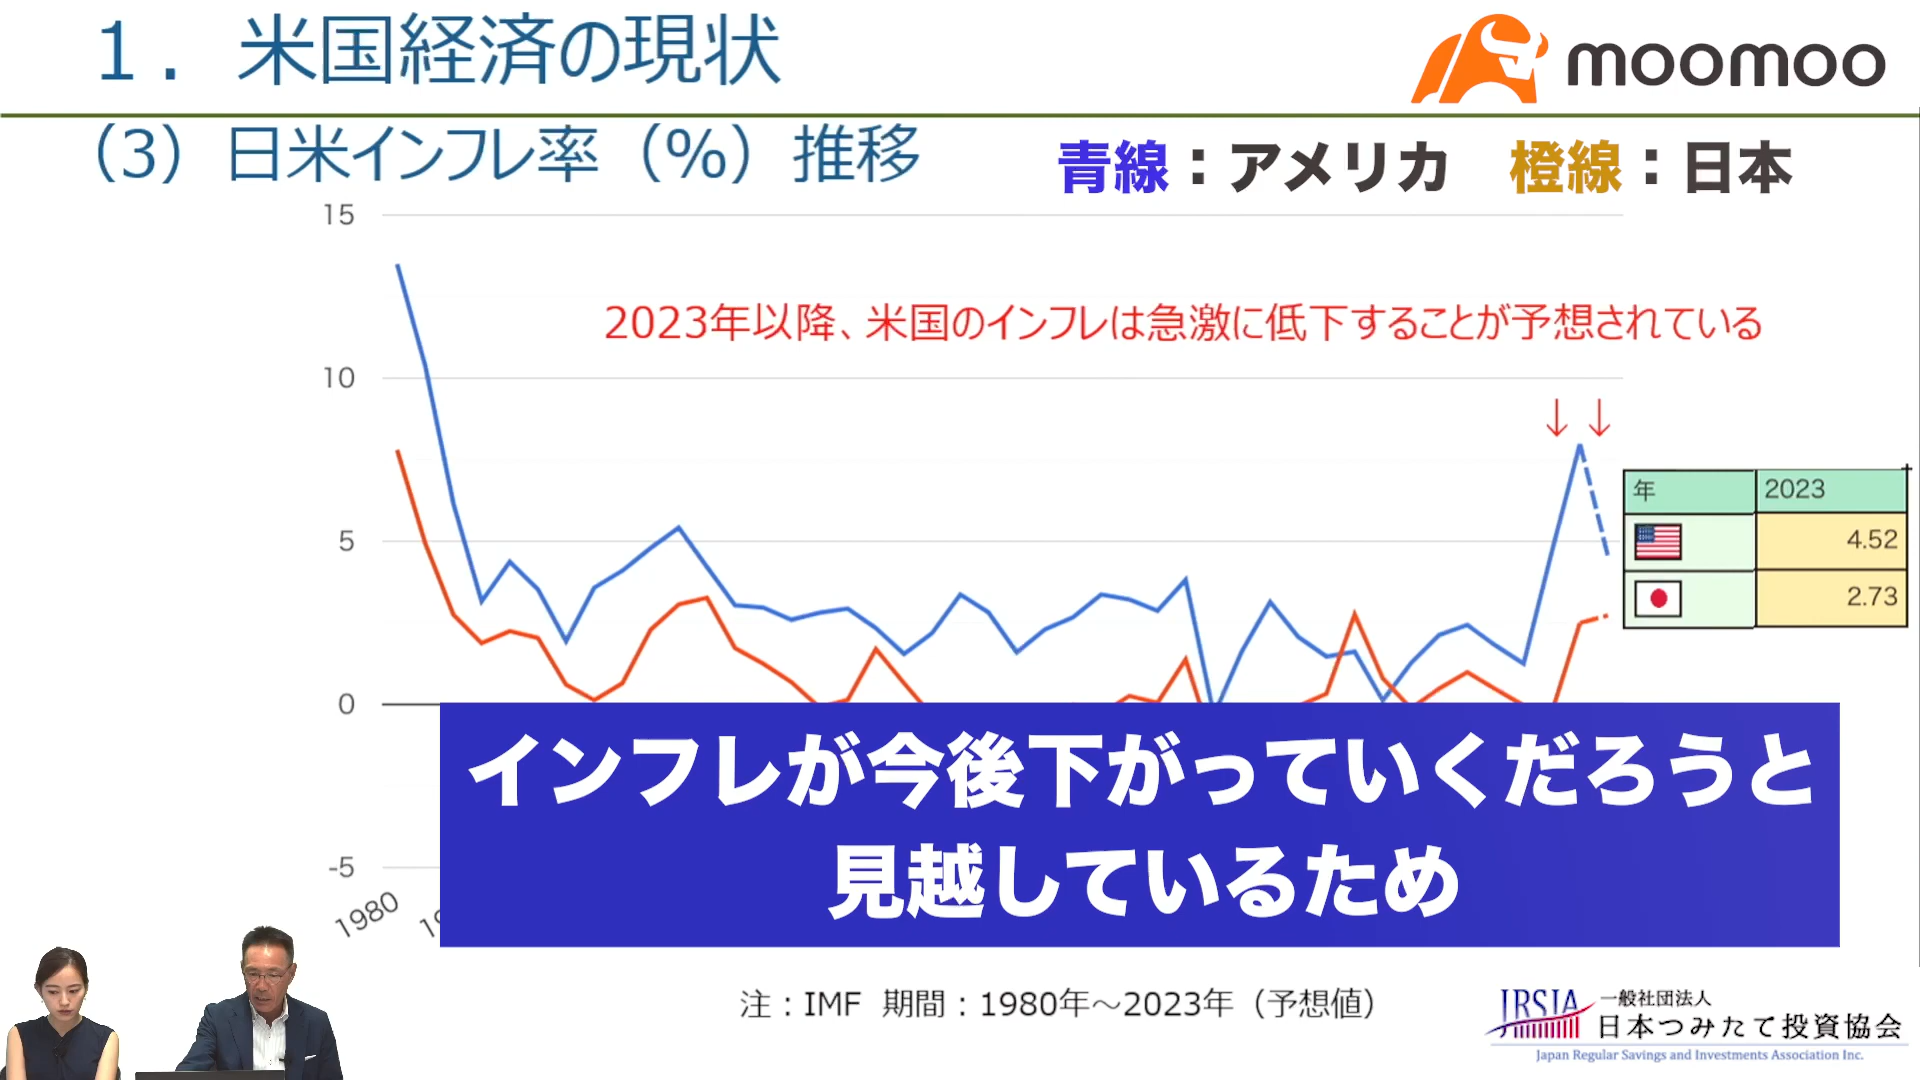 1．米国経済の現状
moomoo
（3）日米インフレ率（%）推移
青線：アメリカ　橙線：日本
15
2023年以降、米国のインフレは急激に低下することが予想されている
10
年 2023
5
4.52
2.73
0
インフレが今後下がっていくだろうと
見越しているため
-5
1980
注：IMF 期間：1980年～2023年（予想値）
JRSIA
一般社団法人
日本つみたて投資協会
Japan Regular Savings and Investments Association Inc.